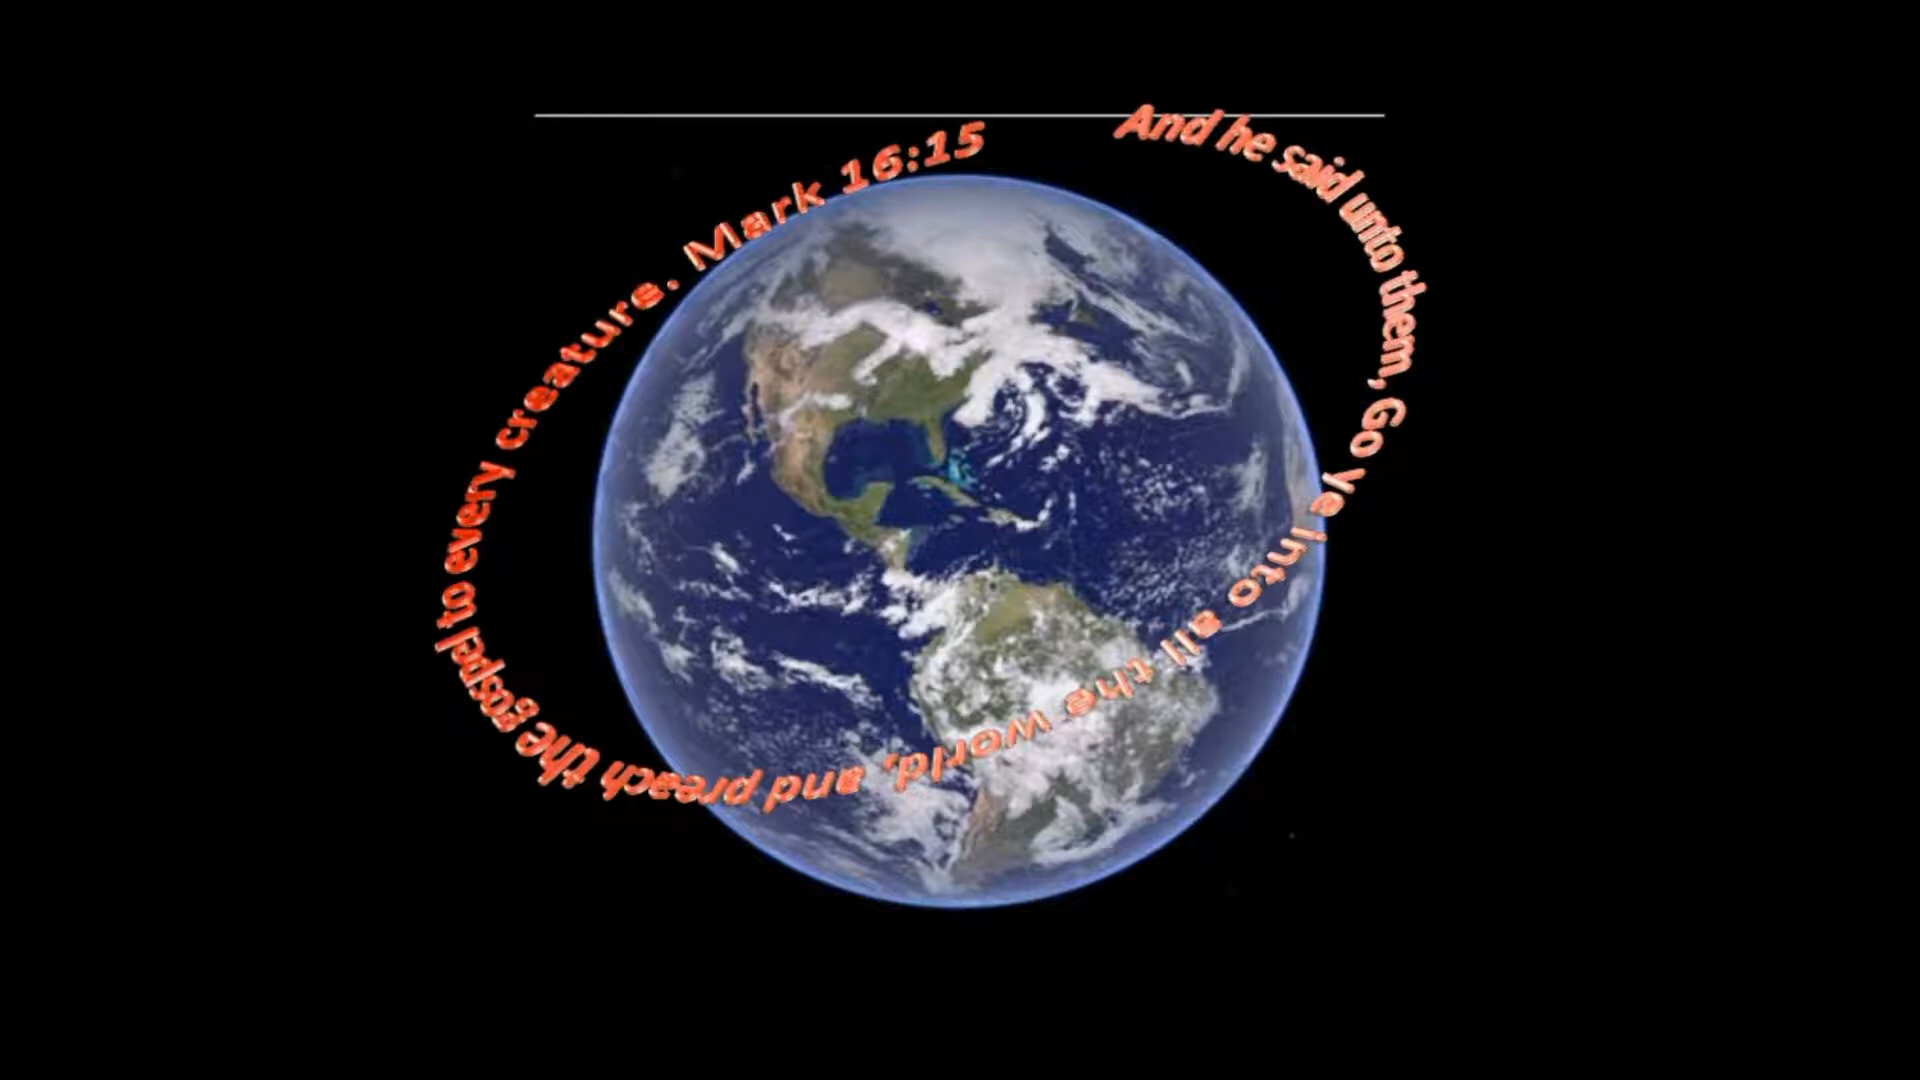 And he said unto them, Go ye into all the world, and preach the gospel to every creature. Mark 16:15